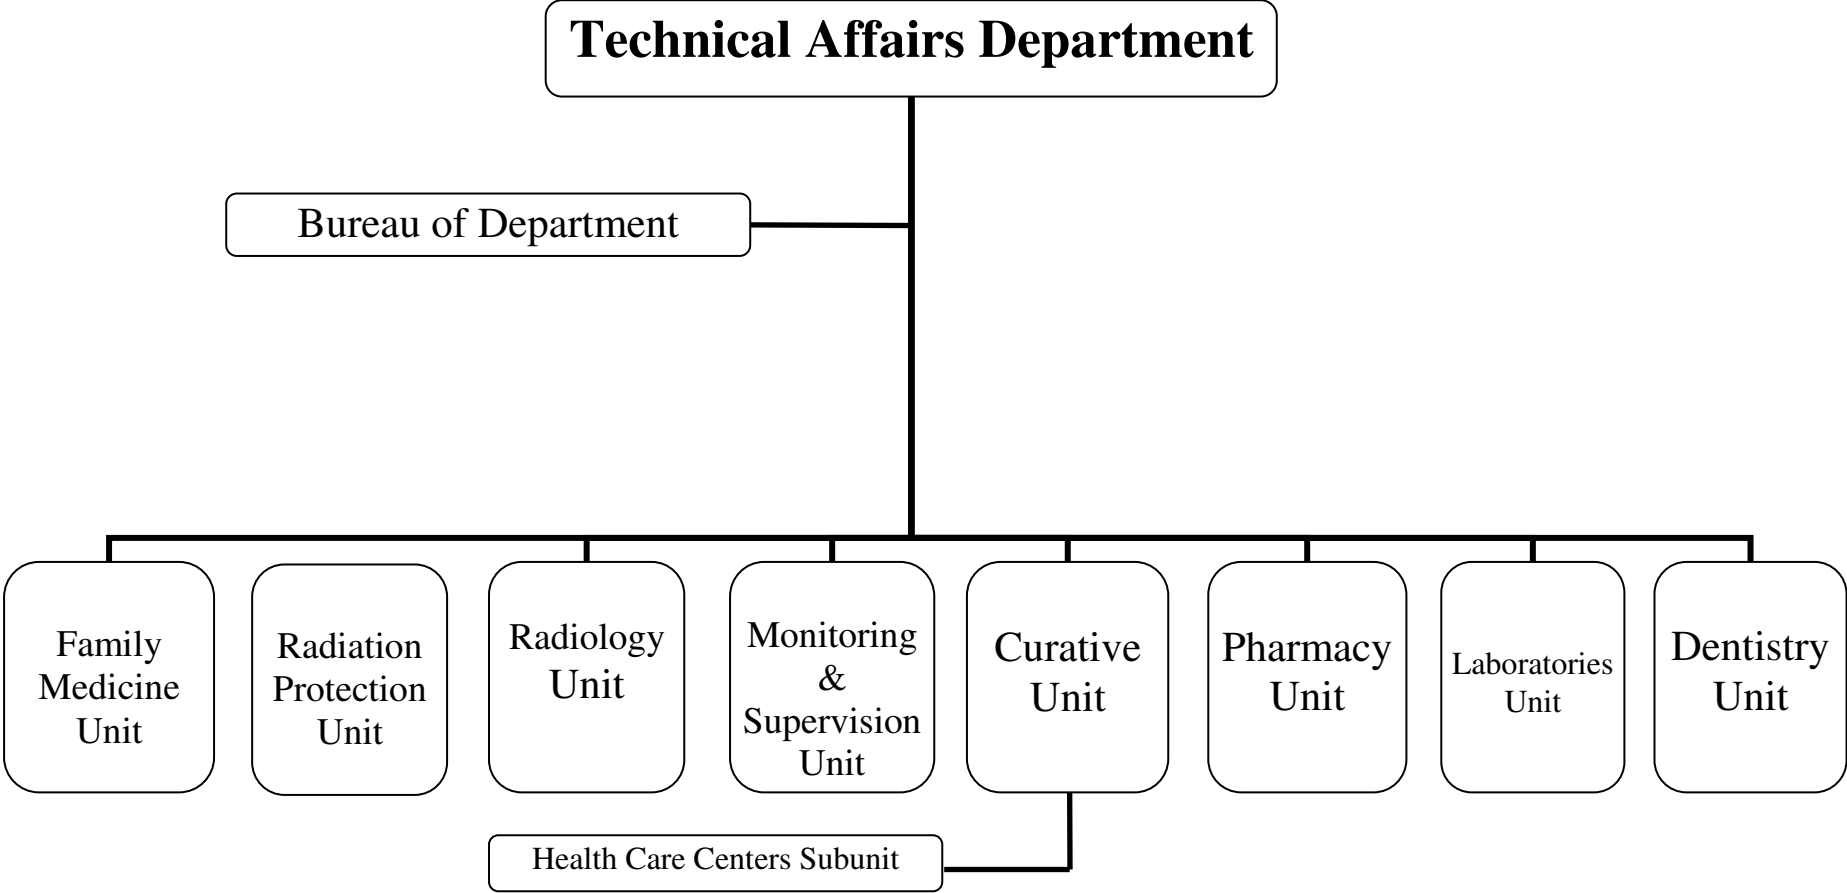 Technical Affairs Department
Bureau of Department
Family
Medicine
Unit
Radiation
Protection
Unit
Radiology
Unit
Monitoring
&
Supervision
Unit
Curative
Unit
Pharmacy
Unit
Laboratories
Unit
Dentistry
Unit
Health Care Centers Subunit